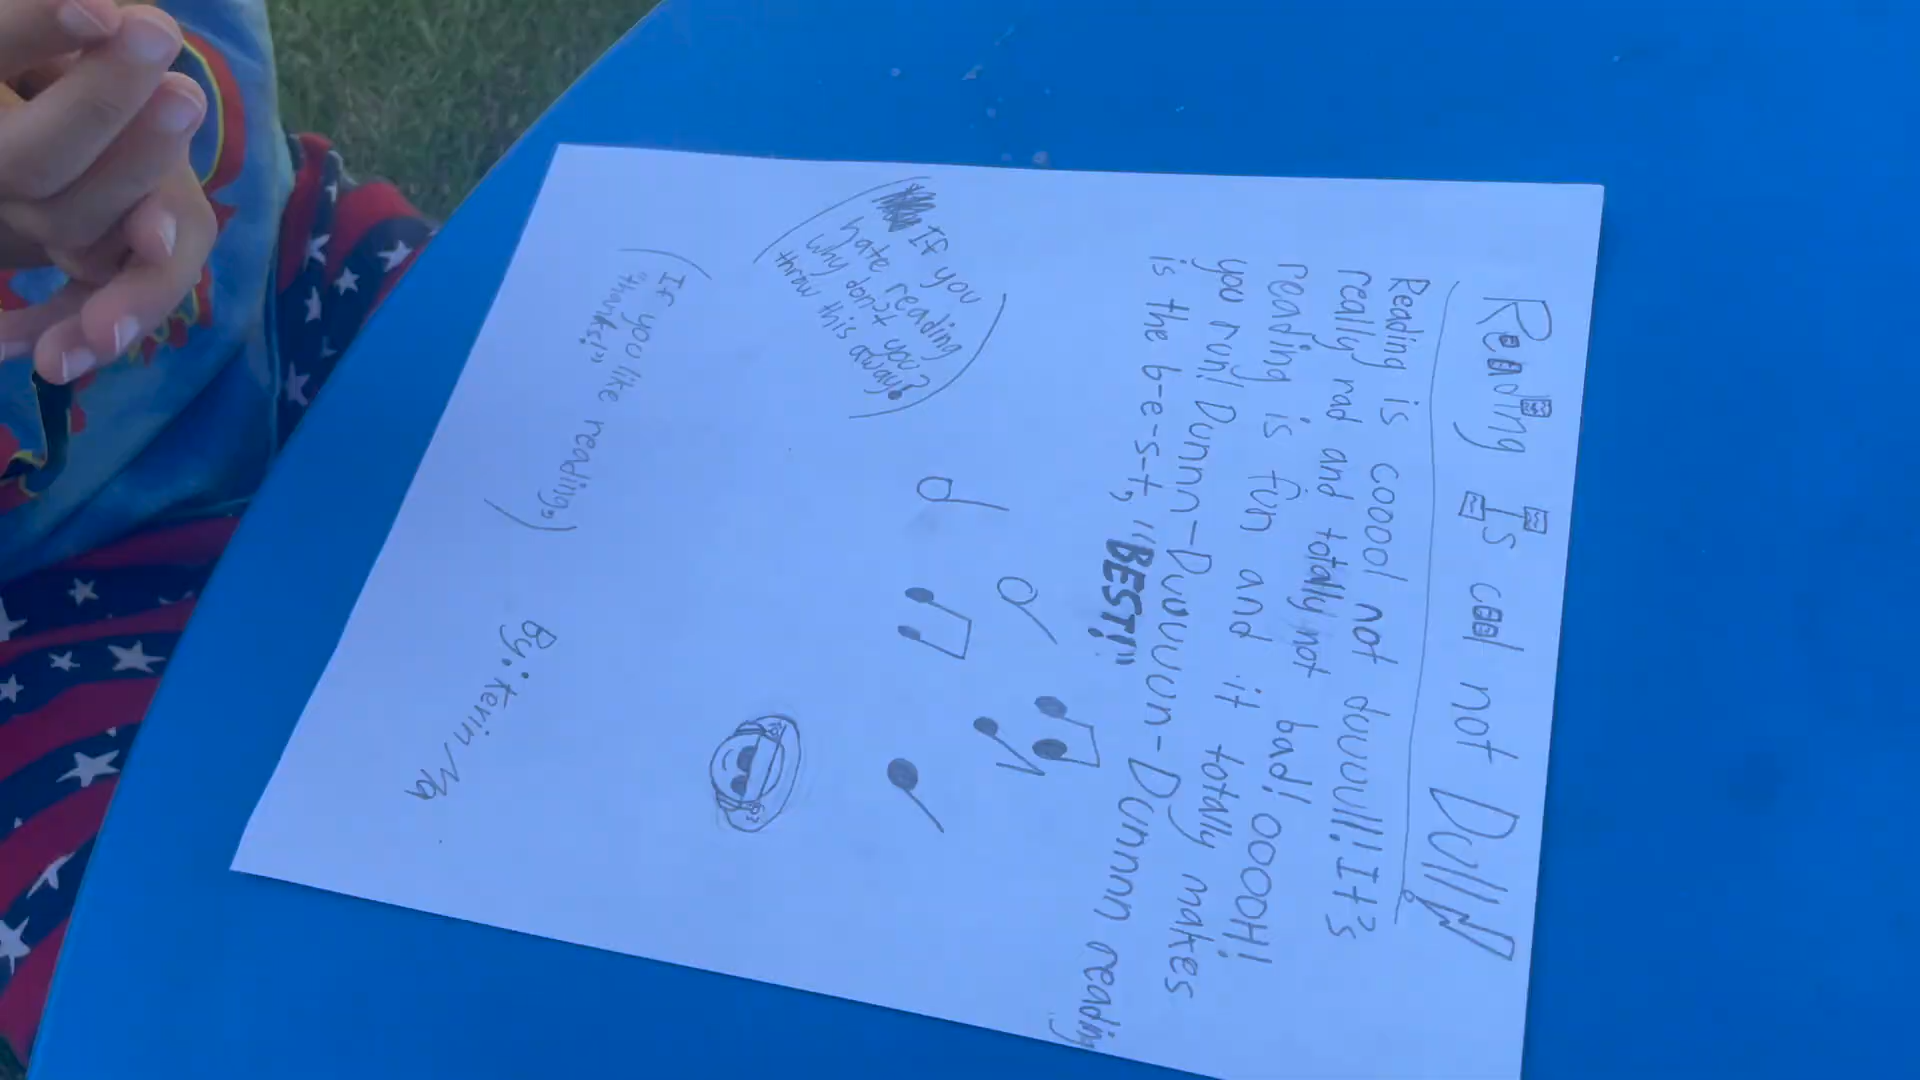 Reading Is cool not Dull!!
Reading is cooool not duuuull! It's
really rad and totally not
reading is fun and it bad! OOOOOH!
you run! Dunnn-Duuuuun-Dunnnn reading totally makes
is the b-e-s-t, "BEST!"
(If you
hate reading
why don't you
throw this away?)
(If you like reading,
"thanks!")
By: Kevin Ma